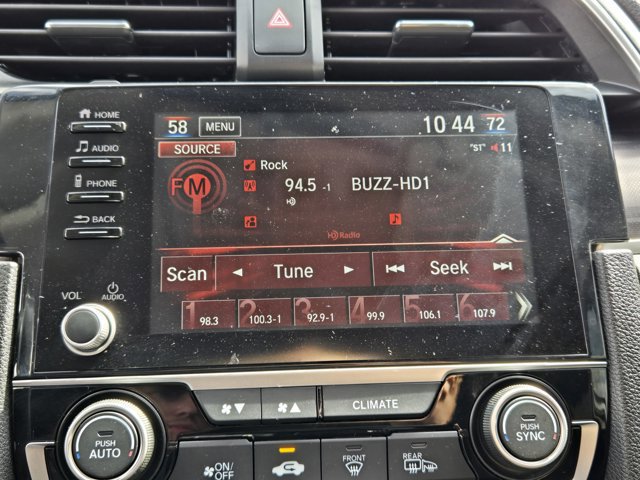 HOME
AUDIO
PHONE
BACK
VOL AUDIO
58 MENU 10 44 72
SOURCE "ST" 11
FM
Rock
94.5 -1 BUZZ-HD1
HD
HD Radio
Scan Tune Seek
1 98.3 2 100.3-1 3 92.9-1 4 99.9 5 106.1 6 107.9
CLIMATE
PUSH AUTO
PUSH SYNC
ON/OFF
FRONT
REAR